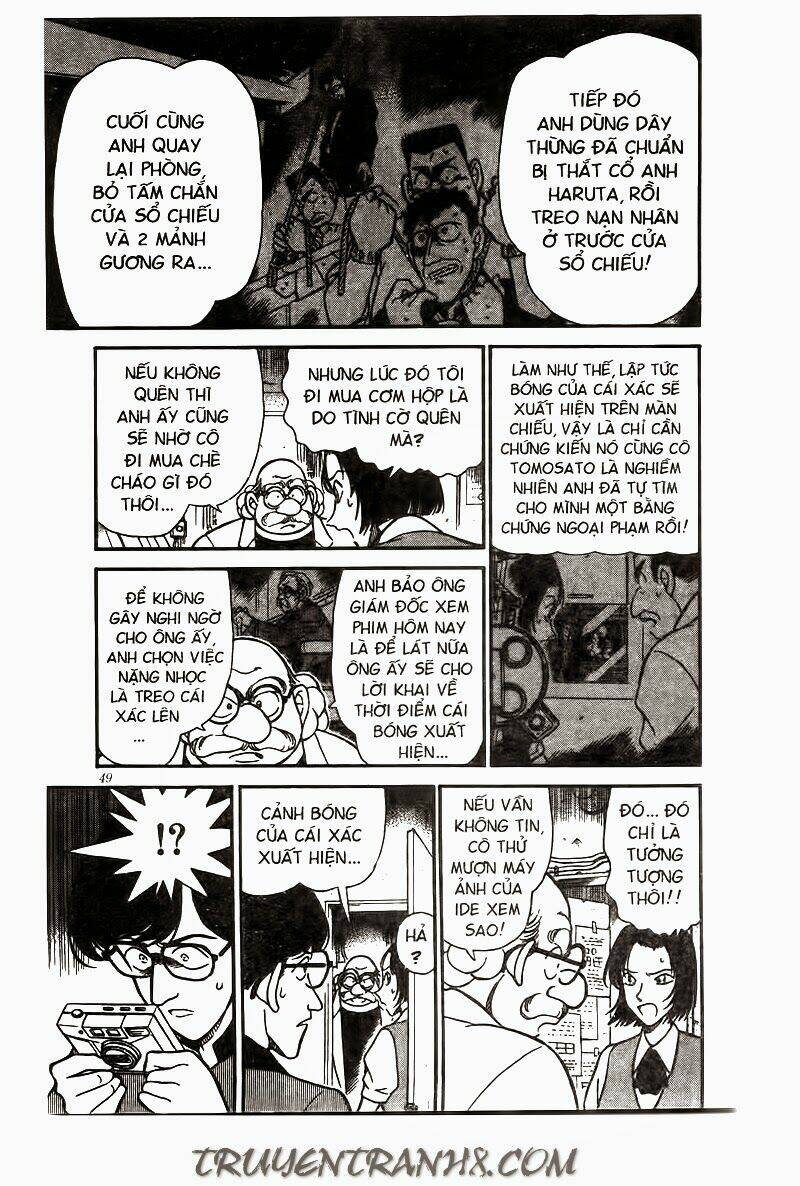 TIẾP ĐÓ
ANH DÙNG DÂY
THỪNG ĐÃ CHUẨN
BỊ THẮT CỔ ANH
HARUTA, RỒI
TREO NẠN NHÂN
Ở TRƯỚC CỬA
SỔ CHIẾU!
CUỐI CÙNG
ANH QUAY
LẠI PHÒNG,
BỎ TẤM CHẮN
CỬA SỔ CHIẾU
VÀ 2 MẢNH
GƯƠNG RA...
LÀM NHƯ THẾ, LẬP TỨC
BÓNG CỦA CÁI XÁC SẼ
XUẤT HIỆN TRÊN MÀN
CHIẾU, VẬY LÀ CHỈ CẦN
CHỨNG KIẾN NÓ CÙNG CÔ
TOMOSATO LÀ NGHIỄM
NHIÊN ANH ĐÃ TỰ TÌM
CHO MÌNH MỘT BẰNG
CHỨNG NGOẠI PHẠM RỒI!
NHƯNG LÚC ĐÓ TÔI
ĐI MUA CƠM HỘP LÀ
DO TÌNH CỜ QUÊN
MÀ?
NẾU KHÔNG
QUÊN THÌ
ANH ẤY CŨNG
SẼ NHỜ CÔ
ĐI MUA CHÈ
CHÁO GÌ ĐÓ
THÔI...
ANH BẢO ÔNG
GIÁM ĐỐC XEM
PHIM HÔM NAY
LÀ ĐỂ LÁT NỮA
ÔNG ẤY SẼ CHO
LỜI KHAI VỀ
THỜI ĐIỂM CÁI
BÓNG XUẤT
HIỆN...
ĐỂ KHÔNG
GÂY NGHI NGỜ
CHO ÔNG ẤY,
ANH CHỌN VIỆC
NẶNG NHỌC
LÀ TREO CÁI
XÁC LÊN
...
49
ĐÓ... ĐÓ
CHỈ LÀ
TƯỞNG
TƯỢNG
THÔI!!
NẾU VẪN
KHÔNG TIN,
CÔ THỬ
MƯỢN MÁY
ẢNH CỦA
IDE XEM
SAO!
HẢ
?
CẢNH BÓNG
CỦA CÁI XÁC
XUẤT HIỆN...
!?
TRUYENTRANH8.COM